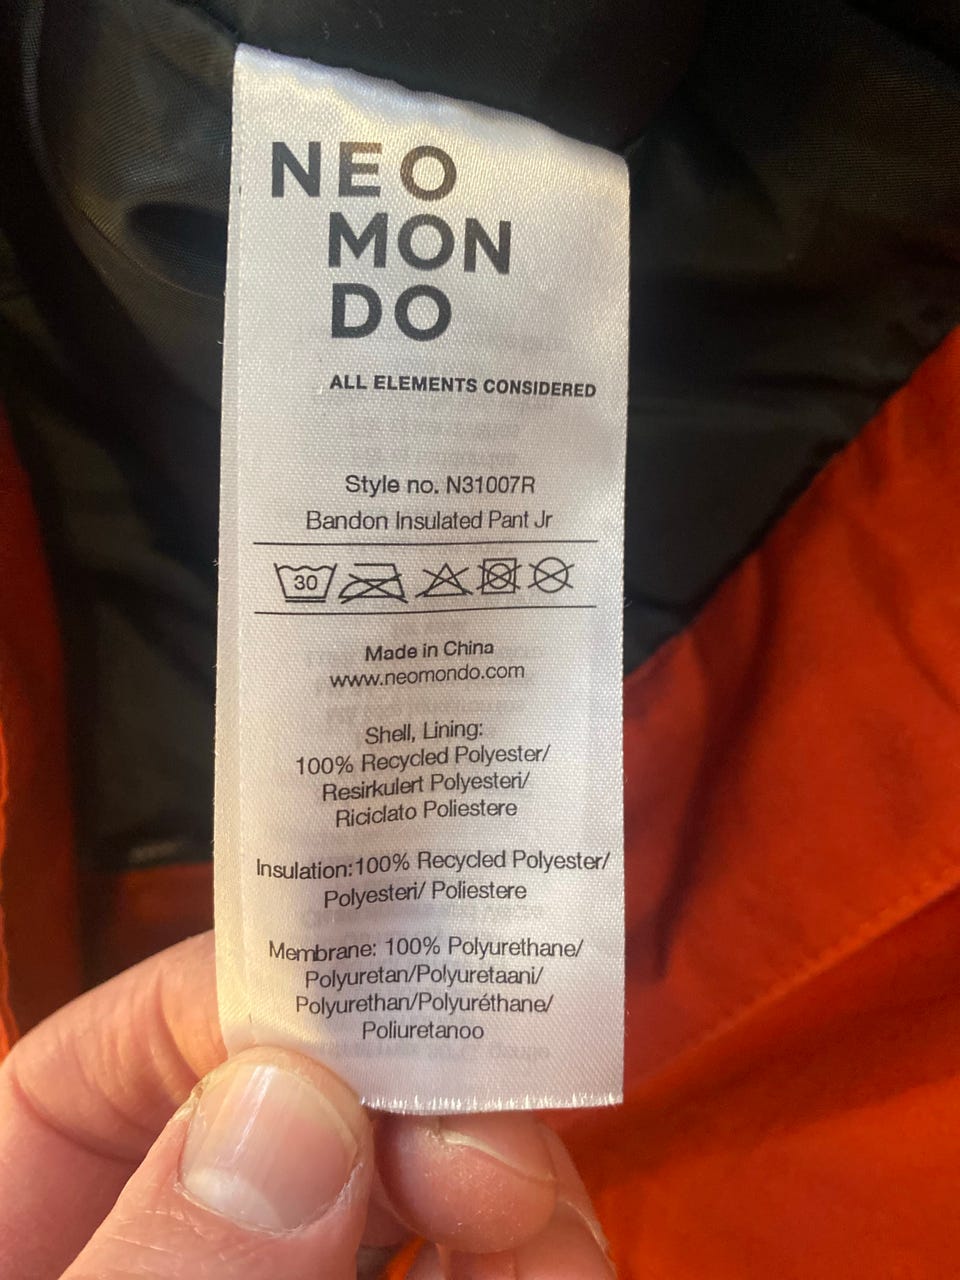 NEO
MON
DO
ALL ELEMENTS CONSIDERED
Style no. N31007R
Bandon Insulated Pant Jr
30
Made in China
www.neomondo.com
Shell, Lining:
100% Recycled Polyester/
Resirkulert Polyesteri/
Riciclato Poliestere
Insulation:100% Recycled Polyester/
Polyesteri/ Poliestere
Membrane: 100% Polyurethane/
Polyuretan/Polyuretaani/
Polyurethan/Polyuréthane/
Poliuretanoo